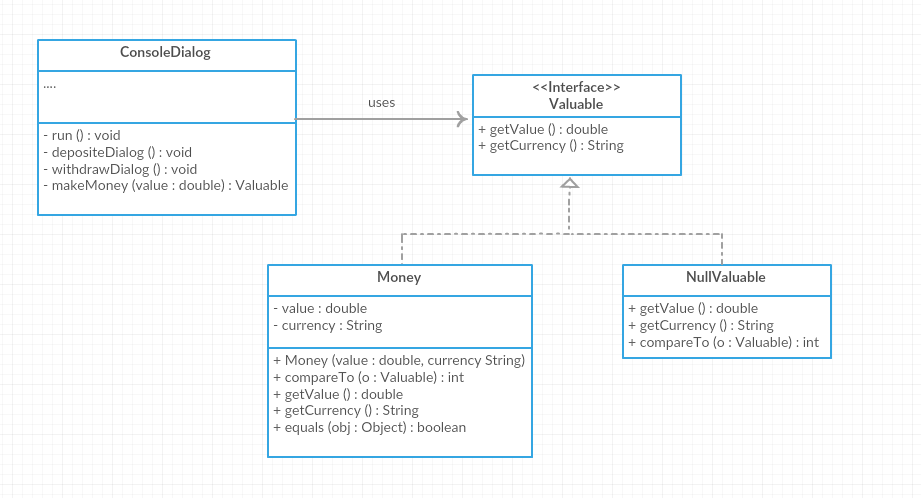 ConsoleDialog
....
- run () : void
- depositeDialog () : void
- withdrawDialog () : void
- makeMoney (value : double) : Valuable
uses
<<Interface>>
Valuable
+ getValue () : double
+ getCurrency () : String
Money
- value : double
- currency : String
+ Money (value : double, currency String)
+ compareTo (o : Valuable) : int
+ getValue () : double
+ getCurrency () : String
+ equals (obj : Object) : boolean
NullValuable
+ getValue () : double
+ getCurrency () : String
+ compareTo (o : Valuable) : int